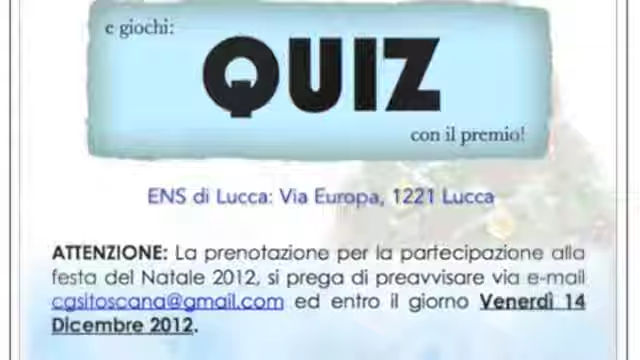 e giochi:
QUIZ
con il premio!
ENS di Lucca: Via Europa, 1221 Lucca
ATTENZIONE: La prenotazione per la partecipazione alla
festa del Natale 2012, si prega di preavvisare via e-mail
cgsitoscana@gmail.com ed entro il giorno Venerdì 14
Dicembre 2012.